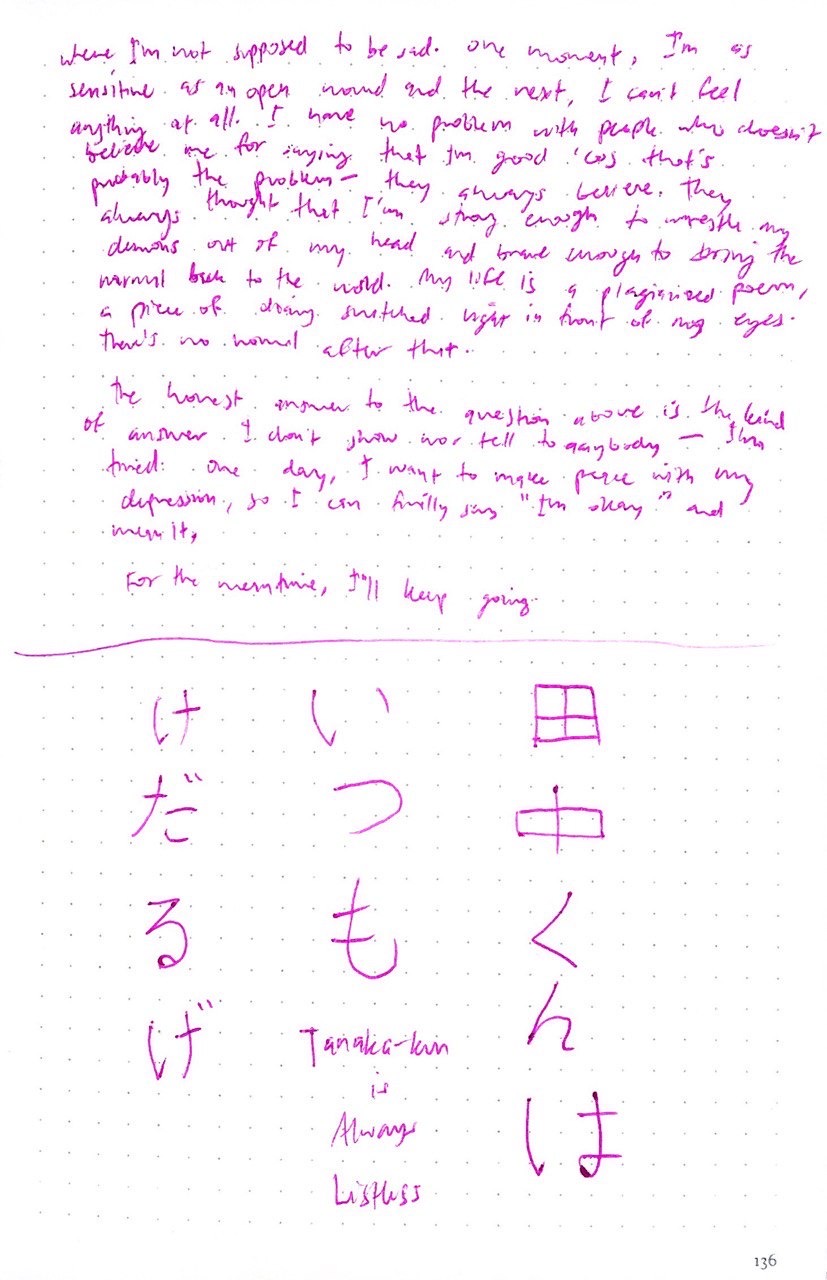 where I'm not supposed to be sad. One moment, I'm as
sensitive as an open wound and the next, I can't feel
anything at all. I have no problem with people who doesn't
believe me for saying that I'm good 'cos that's
probably the problem — they always believe. They
always thought that I'm strong enough to wrestle my
demons out of my head and brave enough to bring the
normal back to the world. My life is a plagiarized poem,
a piece of diary snatched right in front of my eyes.
There's no normal after that.
The honest answer to the question above is the kind
of answer I don't show nor tell to anybody —
tired. One day, I want to make peace with my
depression, so I can finally say "I'm okay" and
mean it.
For the meantime, I'll keep going.
田中くんは
いつも
けだるげ
Tanaka-kun
is
Always
Listless
136